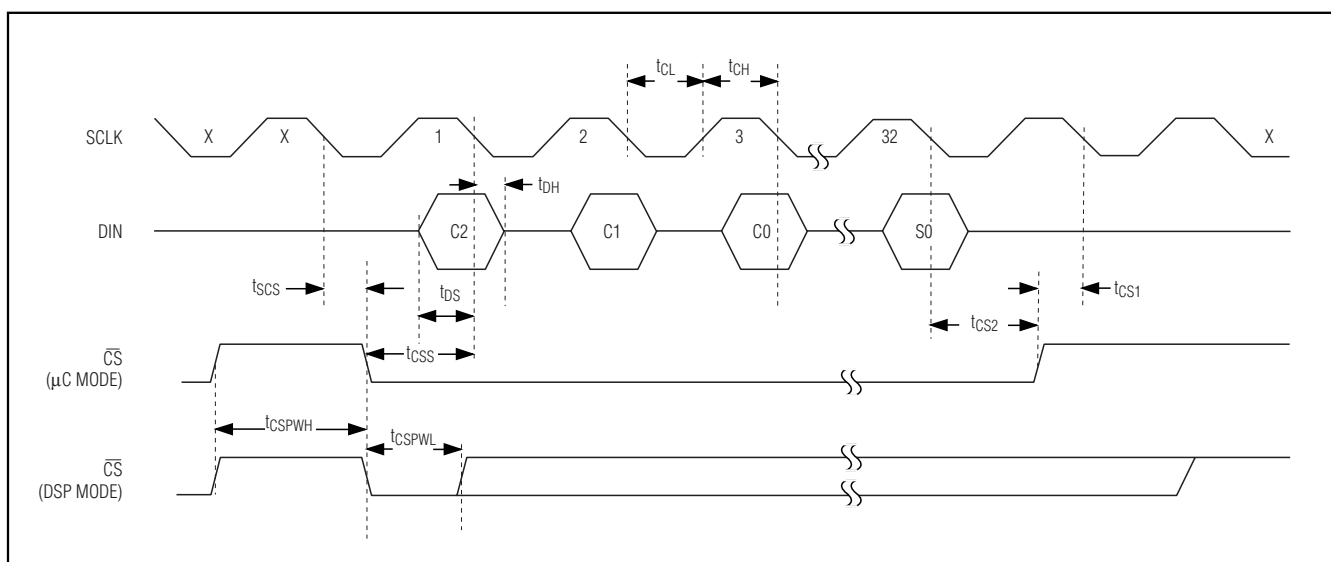 tCL tCH
SCLK X X 1 2 3 32 X
tDH
DIN C2 C1 C0 S0
tSCS tDS tCS1
tCS2
tCSS
CS
(µC MODE)
tCSPWH tCSPWL
CS
(DSP MODE)